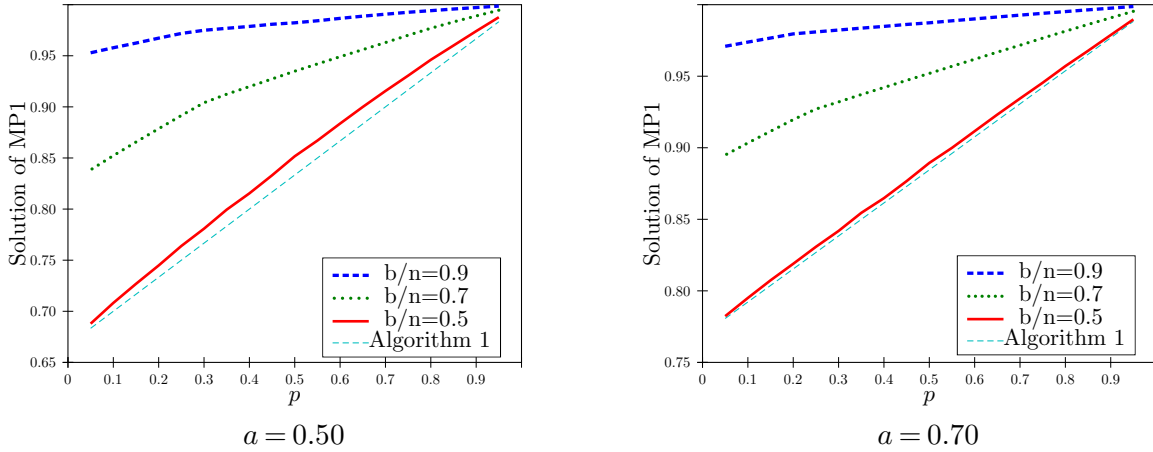 Solution of MP1
0.95
0.90
0.85
0.80
0.75
0.70
0.65
0 0.1 0.2 0.3 0.4 0.5 0.6 0.7 0.8 0.9
p
b/n=0.9
b/n=0.7
b/n=0.5
Algorithm 1
a = 0.50
Solution of MP1
0.95
0.90
0.85
0.80
0.75
0 0.1 0.2 0.3 0.4 0.5 0.6 0.7 0.8 0.9
p
b/n=0.9
b/n=0.7
b/n=0.5
Algorithm 1
a = 0.70